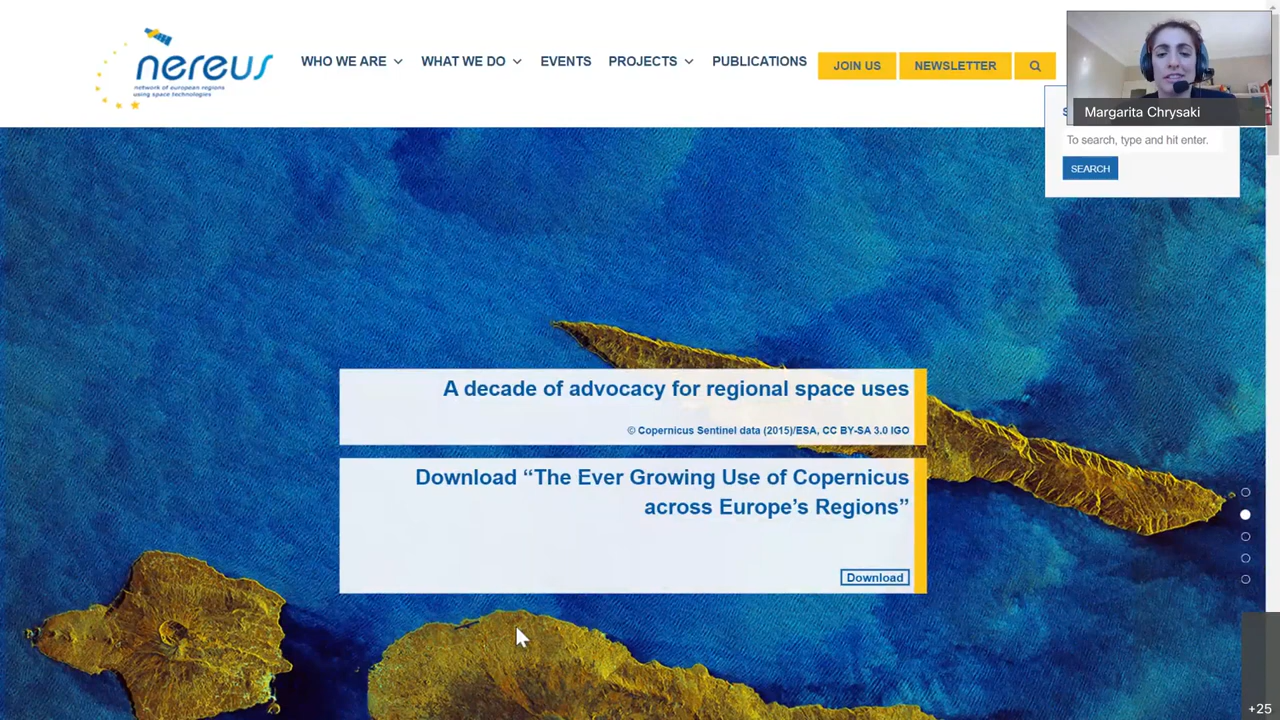 nereus
network of european regions
using space technologies
WHO WE ARE
WHAT WE DO
EVENTS
PROJECTS
PUBLICATIONS
JOIN US
NEWSLETTER
Margarita Chrysaki
To search, type and hit enter.
SEARCH
A decade of advocacy for regional space uses
© Copernicus Sentinel data (2015)/ESA, CC BY-SA 3.0 IGO
Download “The Ever Growing Use of Copernicus
across Europe’s Regions”
Download
+25